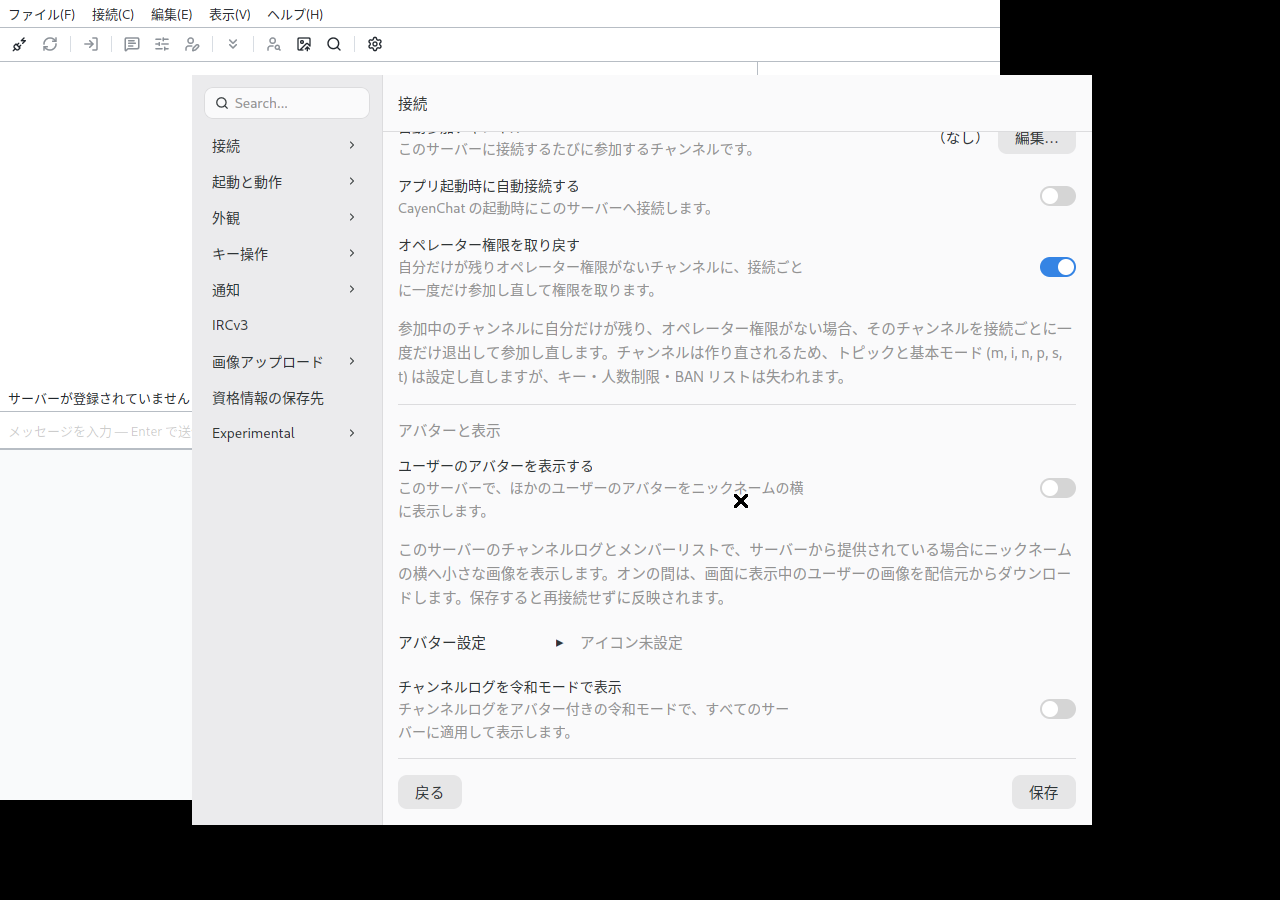 ファイル(F) 接続(C) 編集(E) 表示(V) ヘルプ(H)
Search...
接続
起動と動作
外観
キー操作
通知
IRCv3
画像アップロード
資格情報の保存先
Experimental
サーバーが登録されていません
メッセージを入力 — Enter で送
接続
このサーバーに接続するたびに参加するチャンネルです。
（なし） 編集...
アプリ起動時に自動接続する
CayenChat の起動時にこのサーバーへ接続します。
オペレーター権限を取り戻す
自分だけが残りオペレーター権限がないチャンネルに、接続ごと
に一度だけ参加し直して権限を取ります。
参加中のチャンネルに自分だけが残り、オペレーター権限がない場合、そのチャンネルを接続ごとに一
度だけ退出して参加し直します。チャンネルは作り直されるため、トピックと基本モード (m, i, n, p, s,
t) は設定し直しますが、キー・人数制限・BAN リストは失われます。
アバターと表示
ユーザーのアバターを表示する
このサーバーで、ほかのユーザーのアバターをニックネームの横
に表示します。
このサーバーのチャンネルログとメンバーリストで、サーバーから提供されている場合にニックネーム
の横へ小さな画像を表示します。オンの間は、画面に表示中のユーザーの画像を配信元からダウンロー
ドします。保存すると再接続せずに反映されます。
アバター設定 ▸ アイコン未設定
チャンネルログを令和モードで表示
チャンネルログをアバター付きの令和モードで、すべてのサー
バーに適用して表示します。
戻る 保存